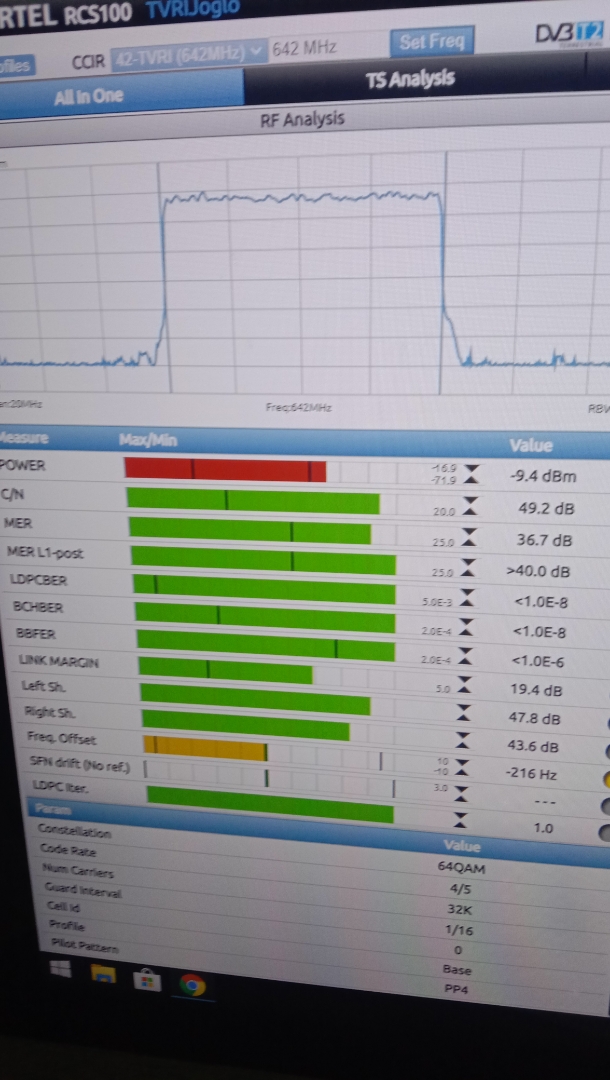 RTEL RCS100 TVRIJoglo
ofiles CCIR 42-TVRI (642MHz) 642 MHz Set Freq DVB T2
All in One TS Analysis
RF Analysis
an:20MHz Freq:642MHz RBW
Measure Max/Min Value
POWER -16.9 -71.9 -9.4 dBm
C/N 20.0 49.2 dB
MER 25.0 36.7 dB
MER L1-post 25.0 >40.0 dB
LDPCBER 5.0E-3 <1.0E-8
BCHBER 2.0E-4 <1.0E-8
BBFER 2.0E-4 <1.0E-6
LINK MARGIN 5.0 19.4 dB
Left Sh. 47.8 dB
Right Sh. 43.6 dB
Freq. Offset 10 -10 -216 Hz
SFN drift (No ref.) 3.0 ---
LDPC Iter. 1.0
Param Value
Constellation 64QAM
Code Rate 4/5
Num Carriers 32K
Guard Interval 1/16
Cell Id 0
Profile Base
Pilot Pattern PP4